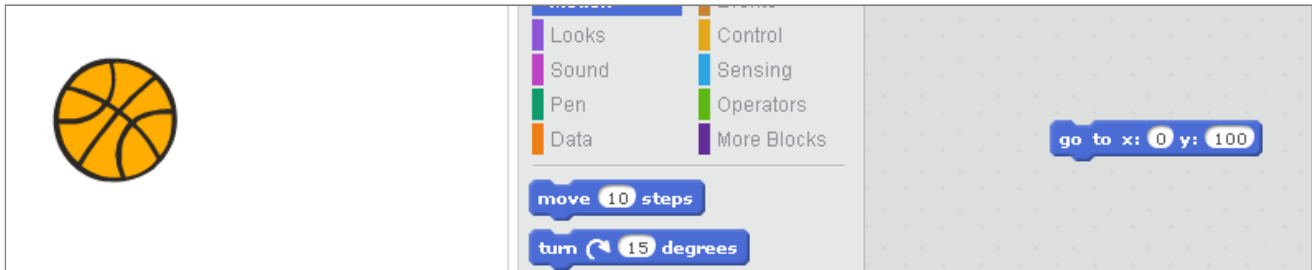 Looks Control
Sound Sensing
Pen Operators
Data More Blocks
move 10 steps
turn 15 degrees
go to x: 0 y: 100